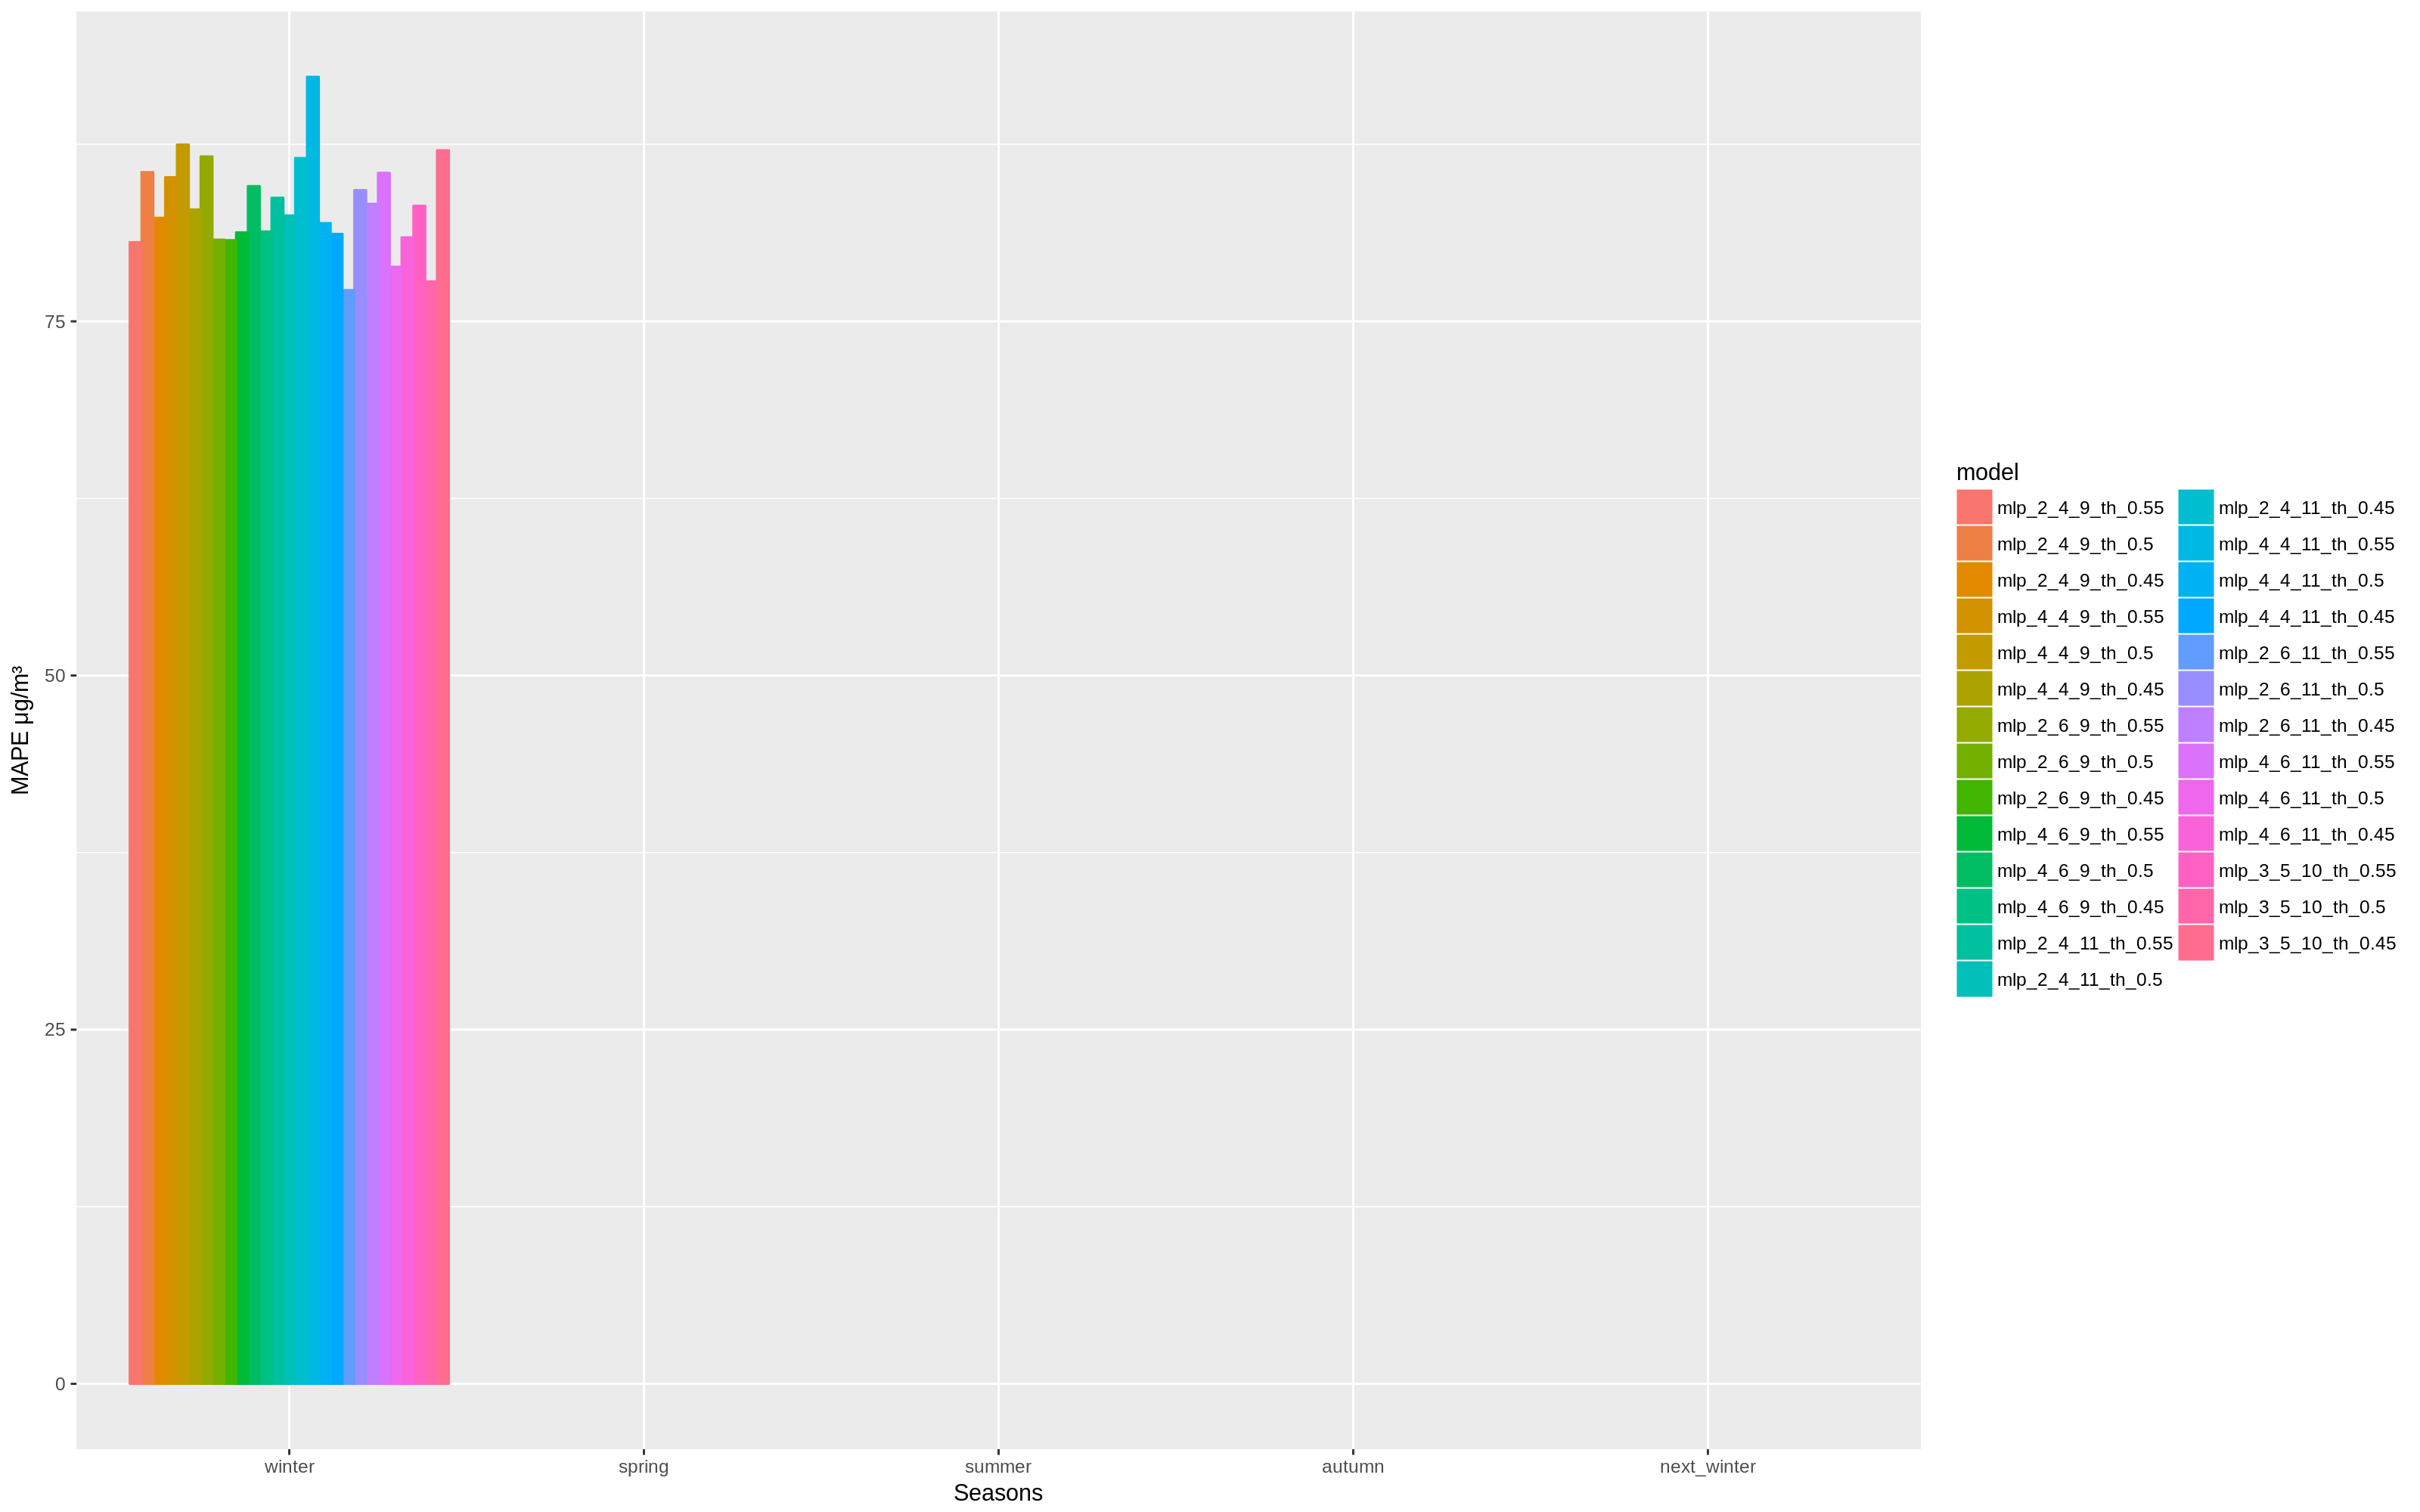 MAPE µg/m³
75
50
25
0
winter
spring
summer
autumn
next_winter
Seasons
model
mlp_2_4_9_th_0.55
mlp_2_4_9_th_0.5
mlp_2_4_9_th_0.45
mlp_4_4_9_th_0.55
mlp_4_4_9_th_0.5
mlp_4_4_9_th_0.45
mlp_2_6_9_th_0.55
mlp_2_6_9_th_0.5
mlp_2_6_9_th_0.45
mlp_4_6_9_th_0.55
mlp_4_6_9_th_0.5
mlp_4_6_9_th_0.45
mlp_2_4_11_th_0.55
mlp_2_4_11_th_0.5
mlp_2_4_11_th_0.45
mlp_4_4_11_th_0.55
mlp_4_4_11_th_0.5
mlp_4_4_11_th_0.45
mlp_2_6_11_th_0.55
mlp_2_6_11_th_0.5
mlp_2_6_11_th_0.45
mlp_4_6_11_th_0.55
mlp_4_6_11_th_0.5
mlp_4_6_11_th_0.45
mlp_3_5_10_th_0.55
mlp_3_5_10_th_0.5
mlp_3_5_10_th_0.45